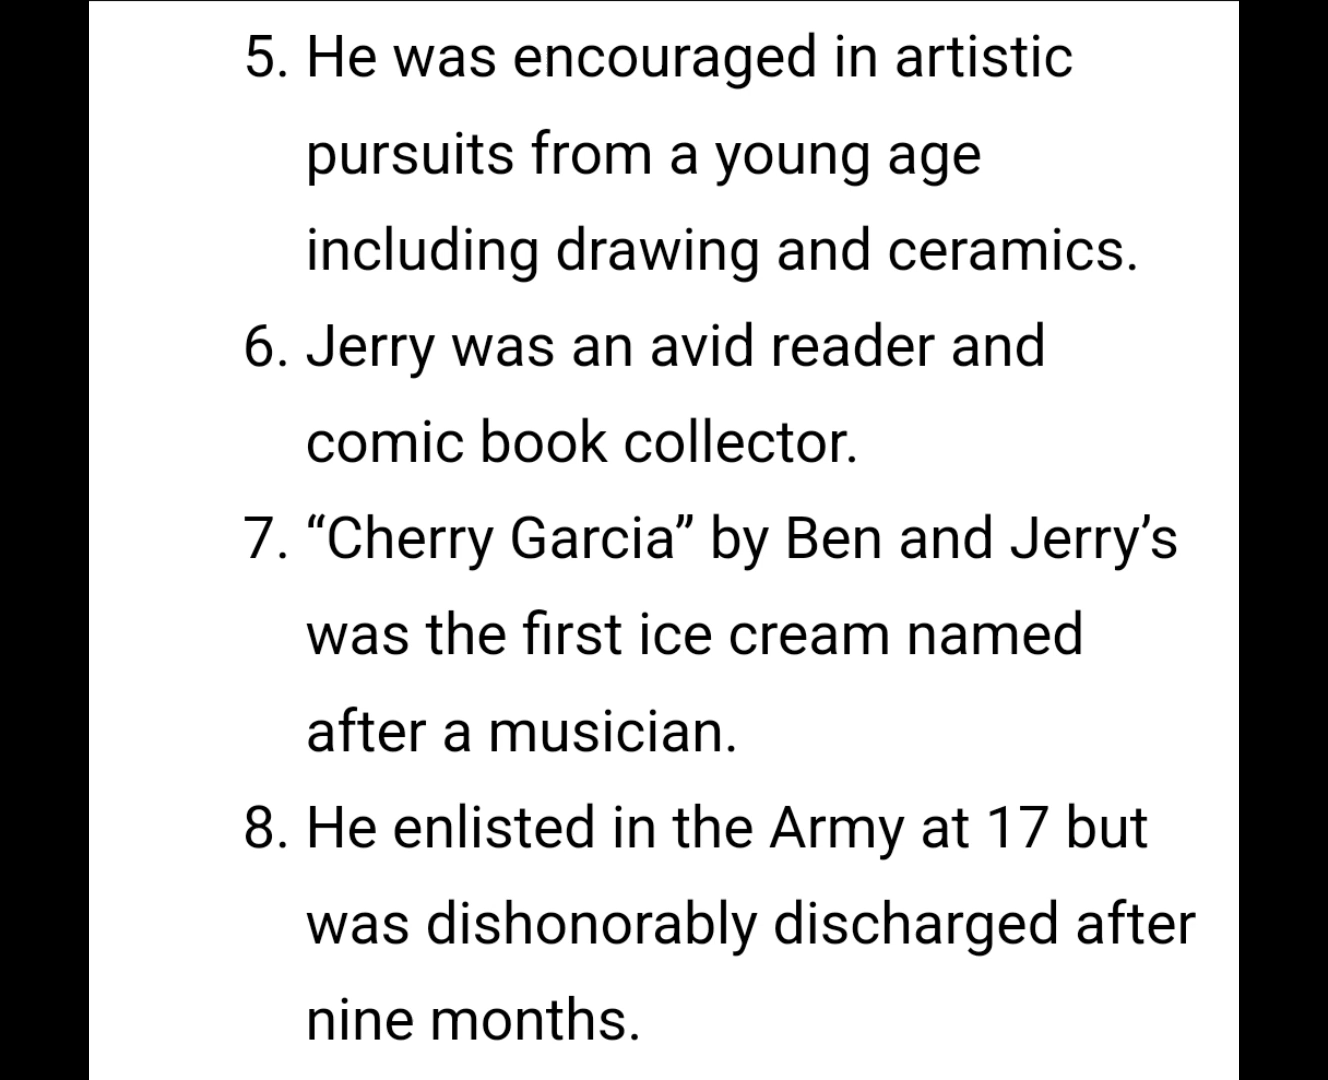 5. He was encouraged in artistic
pursuits from a young age
including drawing and ceramics.
6. Jerry was an avid reader and
comic book collector.
7. “Cherry Garcia” by Ben and Jerry’s
was the first ice cream named
after a musician.
8. He enlisted in the Army at 17 but
was dishonorably discharged after
nine months.